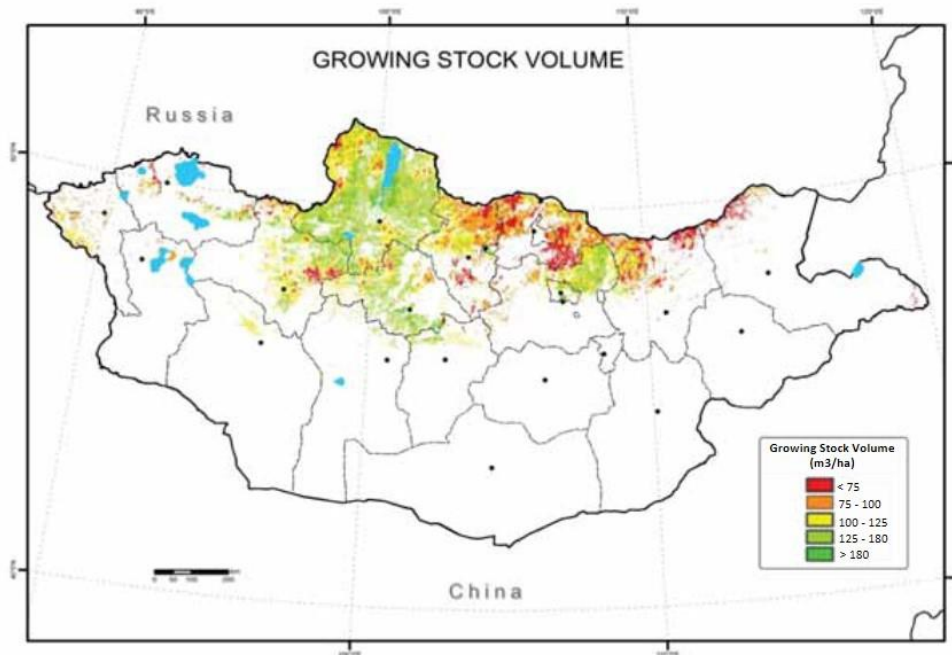 GROWING STOCK VOLUME
Russia
Growing Stock Volume
(m3/ha)
< 75
75 - 100
100 - 125
125 - 180
> 180
China